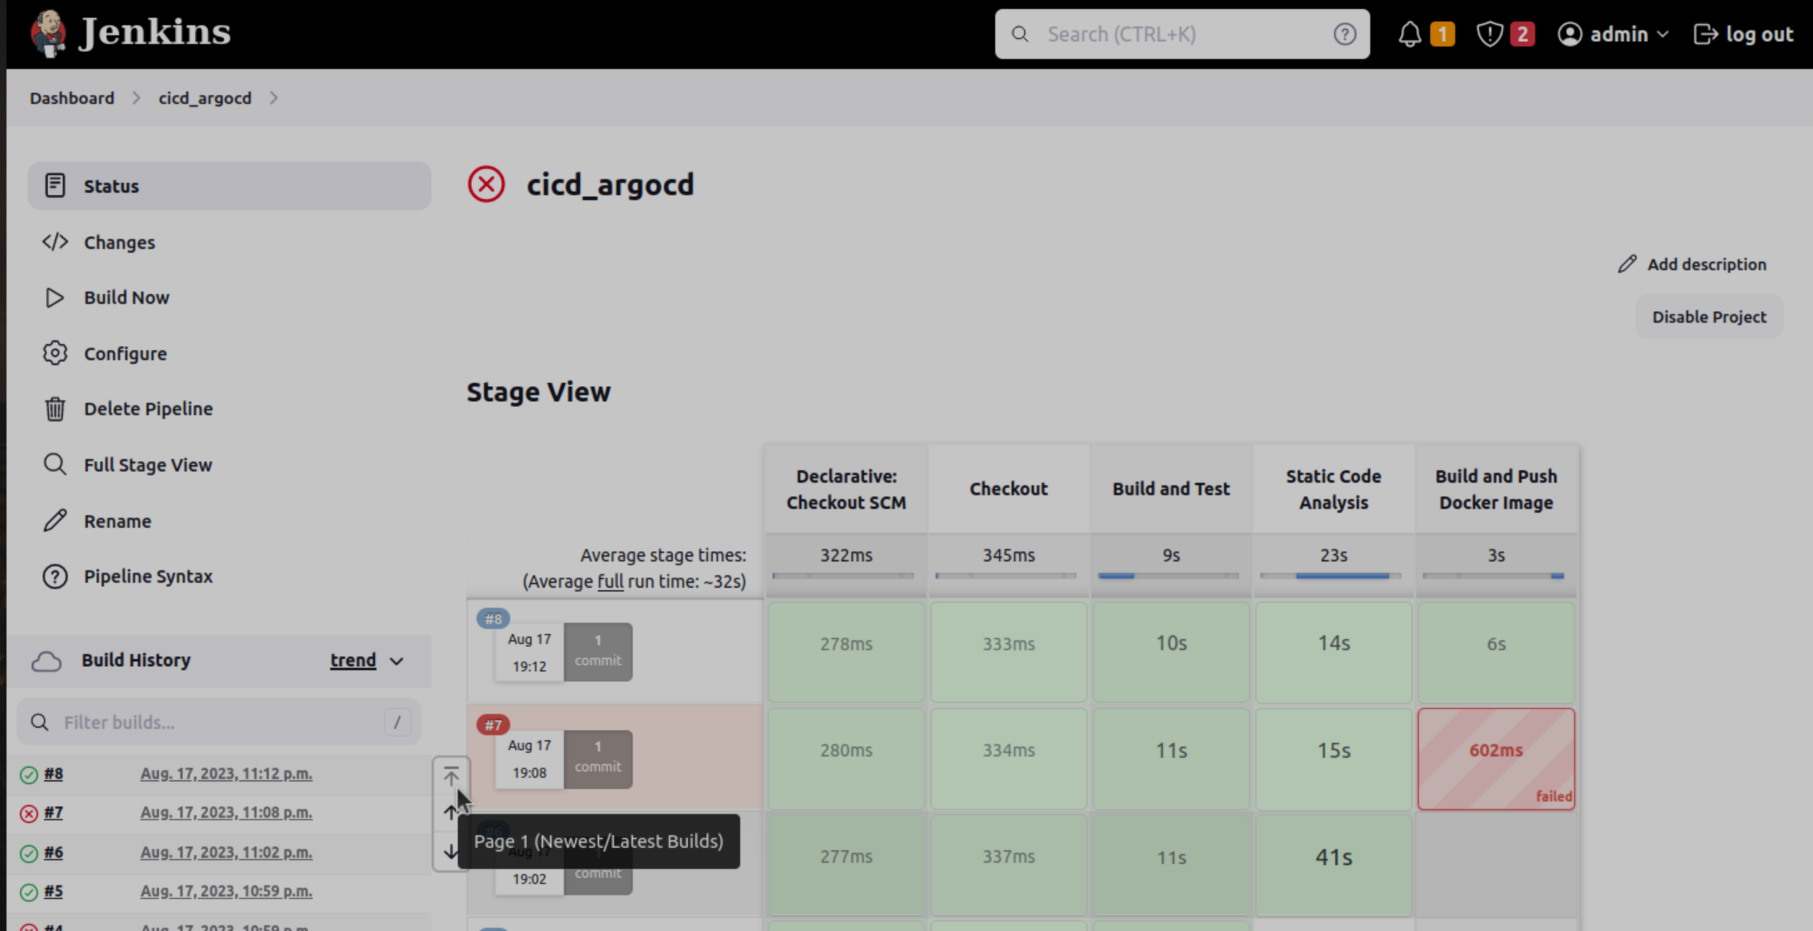 Jenkins
Search (CTRL+K)
1
2
admin
log out
Dashboard
cicd_argocd
Status
Changes
Build Now
Configure
Delete Pipeline
Full Stage View
Rename
Pipeline Syntax
cicd_argocd
Add description
Disable Project
Stage View
Declarative: Checkout SCM
Checkout
Build and Test
Static Code Analysis
Build and Push Docker Image
Average stage times:
(Average full run time: ~32s)
322ms
345ms
9s
23s
3s
#8
Aug 17
19:12
1
commit
278ms
333ms
10s
14s
6s
#7
Aug 17
19:08
1
commit
280ms
334ms
11s
15s
602ms
failed
Aug 17
19:02
commit
277ms
337ms
11s
41s
Build History
trend
Filter builds...
/
#8 Aug. 17, 2023, 11:12 p.m.
#7 Aug. 17, 2023, 11:08 p.m.
#6 Aug. 17, 2023, 11:02 p.m.
#5 Aug. 17, 2023, 10:59 p.m.
#4 Aug. 17, 2023, 10:59 p.m.
Page 1 (Newest/Latest Builds)